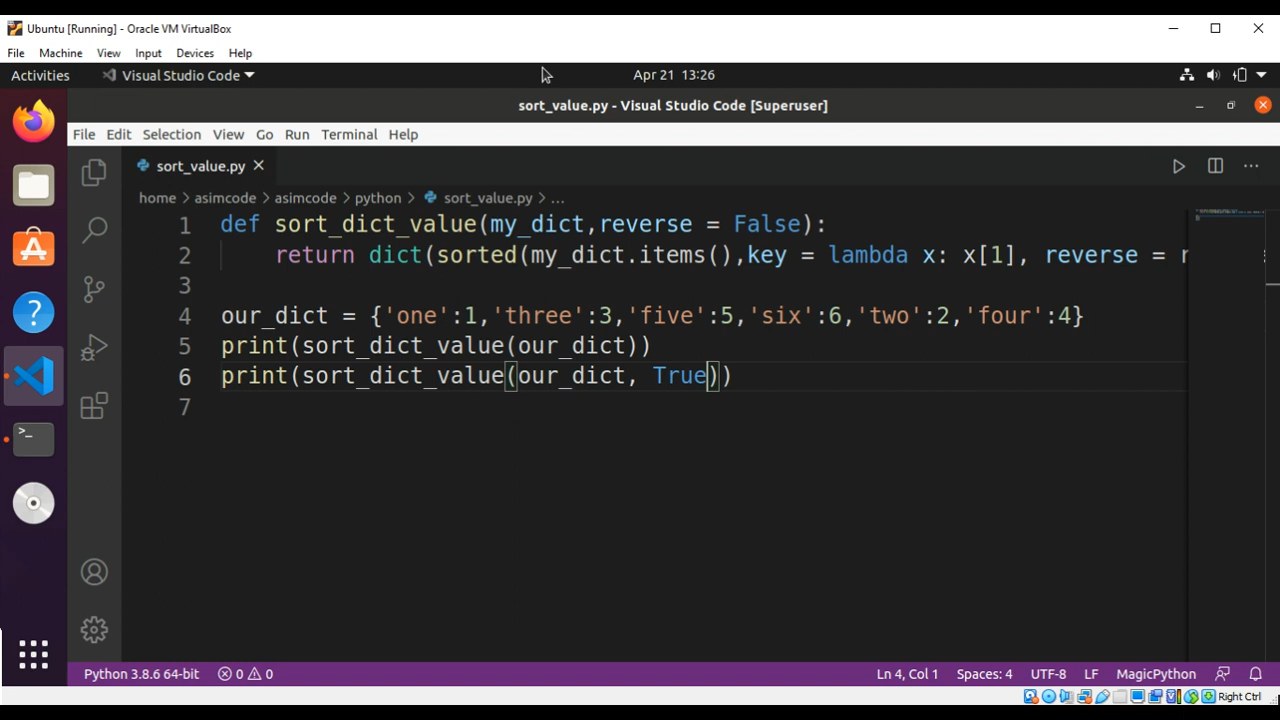 Ubuntu [Running] - Oracle VM VirtualBox
File Machine View Input Devices Help
Activities Visual Studio Code Apr 21 13:26
sort_value.py - Visual Studio Code [Superuser]
File Edit Selection View Go Run Terminal Help
sort_value.py
home > asimcode > asimcode > python > sort_value.py > ...
1 def sort_dict_value(my_dict,reverse = False):
2 return dict(sorted(my_dict.items(),key = lambda x: x[1], reverse =
3
4 our_dict = {'one':1,'three':3,'five':5,'six':6,'two':2,'four':4}
5 print(sort_dict_value(our_dict))
6 print(sort_dict_value(our_dict, True))
7
Python 3.8.6 64-bit 0 0 Ln 4, Col 1 Spaces: 4 UTF-8 LF MagicPython
Right Ctrl